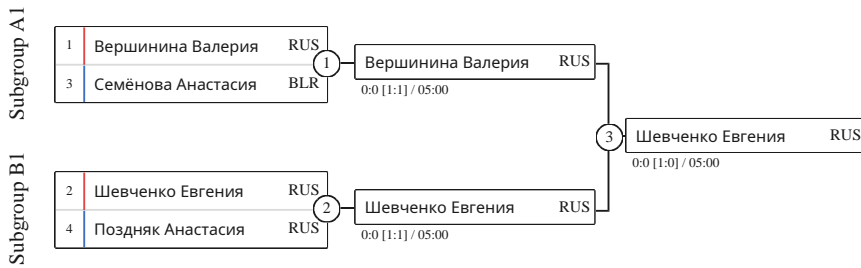 Subgroup A1
1 Вершинина Валерия RUS
3 Семёнова Анастасия BLR
1
Вершинина Валерия RUS
0:0 [1:1] / 05:00
3
Шевченко Евгения RUS
0:0 [1:0] / 05:00
Subgroup B1
2 Шевченко Евгения RUS
4 Поздняк Анастасия RUS
2
Шевченко Евгения RUS
0:0 [1:1] / 05:00